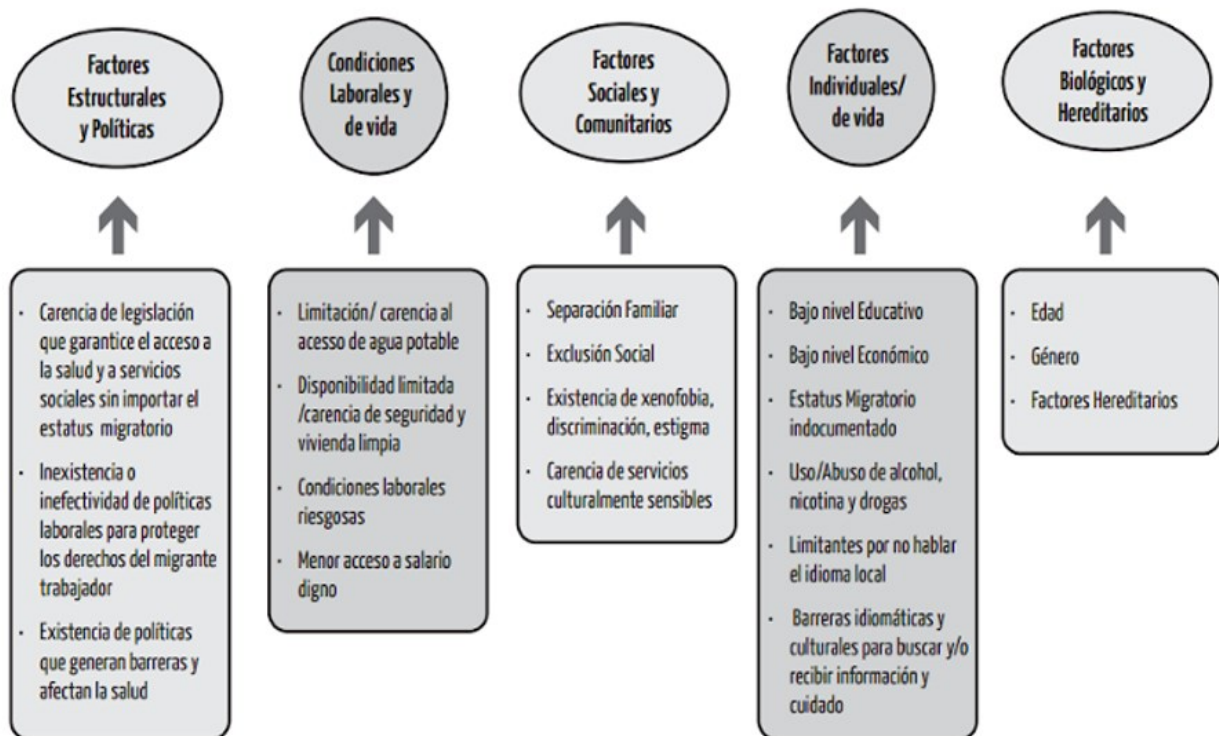 Factores
Estructurales
y Políticas
Condiciones
Laborales y
de vida
Factores
Sociales y
Comunitarios
Factores
Individuales/
de vida
Factores
Biológicos y
Hereditarios
· Carencia de legislación
que garantice el acceso a
la salud y a servicios
sociales sin importar el
estatus migratorio
· Inexistencia o
inefectividad de políticas
laborales para proteger
los derechos del migrante
trabajador
· Existencia de políticas
que generan barreras y
afectan la salud
· Limitación/ carencia al
acesso de agua potable
· Disponibilidad limitada
/carencia de seguridad y
vivienda limpia
· Condiciones laborales
riesgosas
· Menor acceso a salario
digno
· Separación Familiar
· Exclusión Social
· Existencia de xenofobia,
discriminación, estigma
· Carencia de servicios
culturalmente sensibles
· Bajo nivel Educativo
· Bajo nivel Económico
· Estatus Migratorio
indocumentado
· Uso/Abuso de alcohol,
nicotina y drogas
· Limitantes por no hablar
el idioma local
· Barreras idiomáticas y
culturales para buscar y/o
recibir información y
cuidado
· Edad
· Género
· Factores Hereditarios